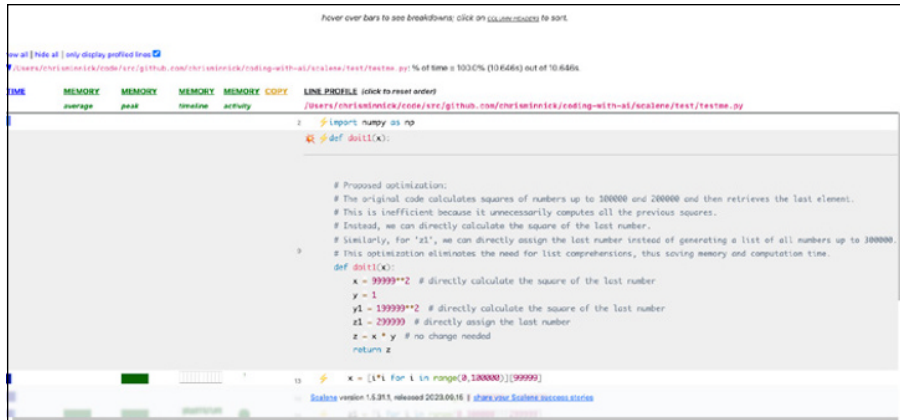 hover over bars to see breakdowns; click on COLUMN HEADERS to sort.
ew all | hide all | only display profiled lines
▼/Users/chrisminnick/code/src/github.com/chrisminnick/coding-with-ai/scalene/test/testme.py: % of time = 100.0% (10.646s) out of 10.646s.
TIME MEMORY MEMORY MEMORY MEMORY COPY LINE PROFILE (click to reset order)
average peak timeline activity /Users/chrisminnick/code/src/github.com/chrisminnick/coding-with-ai/scalene/test/testme.py
2 ⚡import numpy as np
💥 ⚡def doit1(x):
# Proposed optimization:
# The original code calculates squares of numbers up to 100000 and 200000 and then retrieves the last element.
# This is inefficient because it unnecessarily computes all the previous squares.
# Instead, we can directly calculate the square of the last number.
# Similarly, for 'z1', we can directly assign the last number instead of generating a list of all numbers up to 300000.
9 # This optimization eliminates the need for list comprehensions, thus saving memory and computation time.
def doit1(x):
x = 99999**2 # directly calculate the square of the last number
y = 1
y1 = 199999**2 # directly calculate the square of the last number
z1 = 299999 # directly assign the last number
z = x * y # no change needed
return z
13 ⚡ x = [i*i for i in range(0,100000)][99999]
Scalene version 1.5.31.1, released 2023.09.16 | share your Scalene success stories